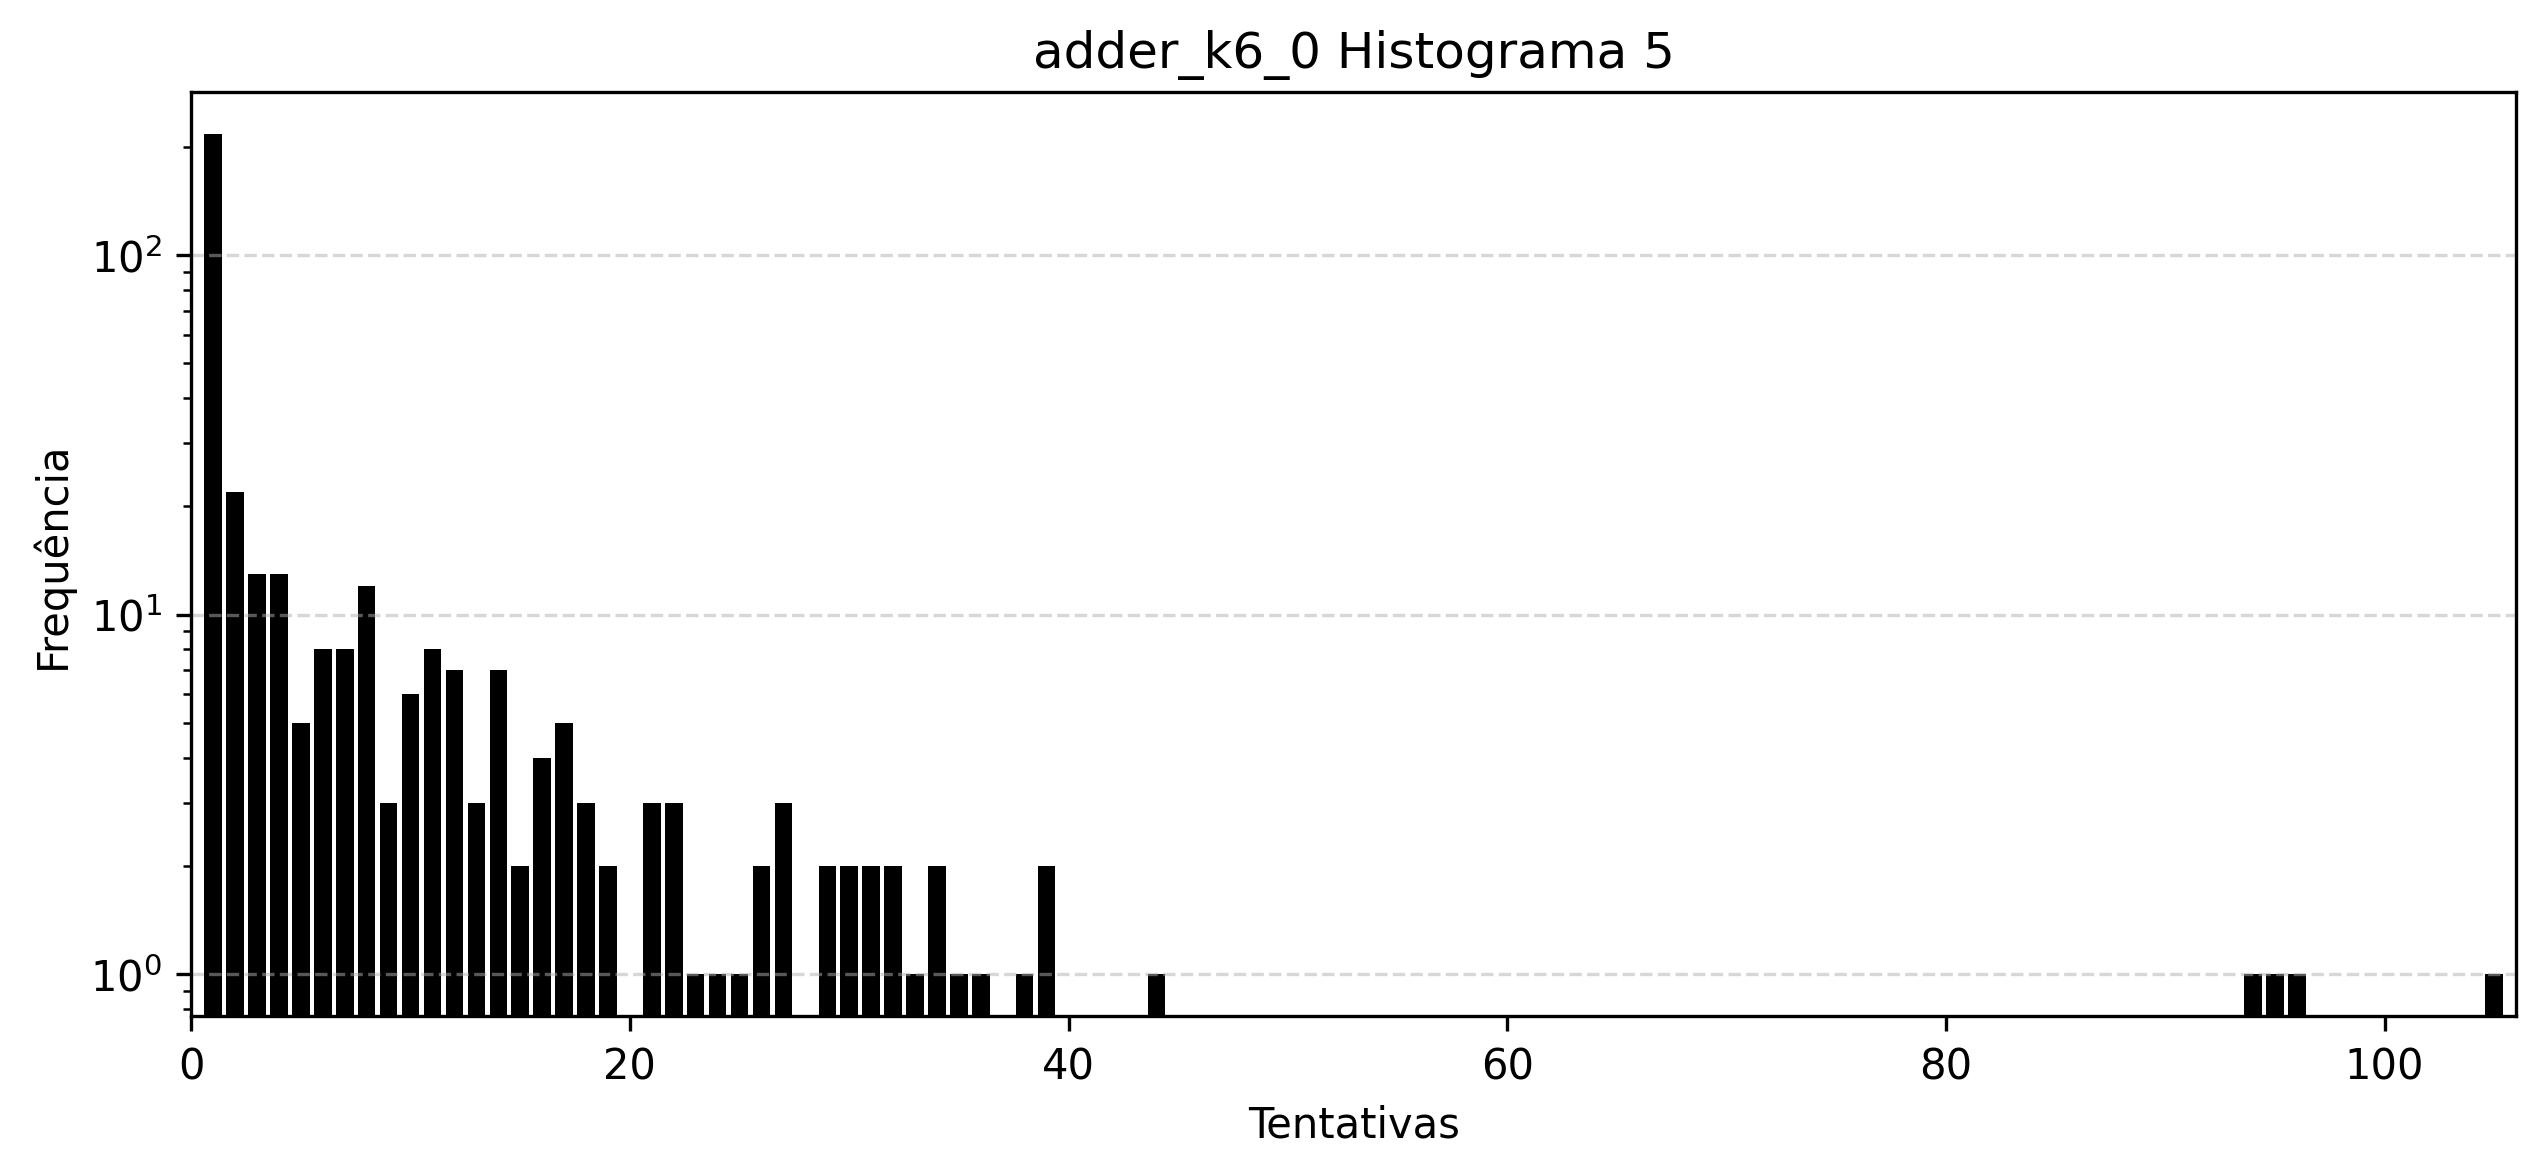 adder_k6_0 Histograma 5
Frequência
10²
10¹
10⁰
0 20 40 60 80 100
Tentativas